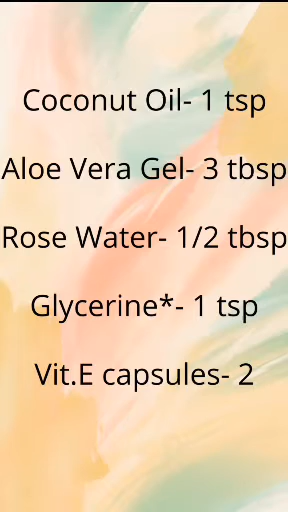 Coconut Oil- 1 tsp
Aloe Vera Gel- 3 tbsp
Rose Water- 1/2 tbsp
Glycerine*- 1 tsp
Vit.E capsules- 2